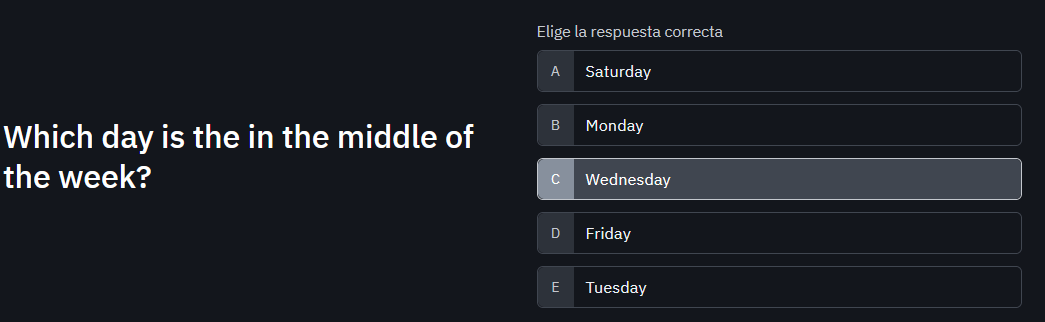 Elige la respuesta correcta
Which day is the in the middle of
the week?
A Saturday
B Monday
C Wednesday
D Friday
E Tuesday